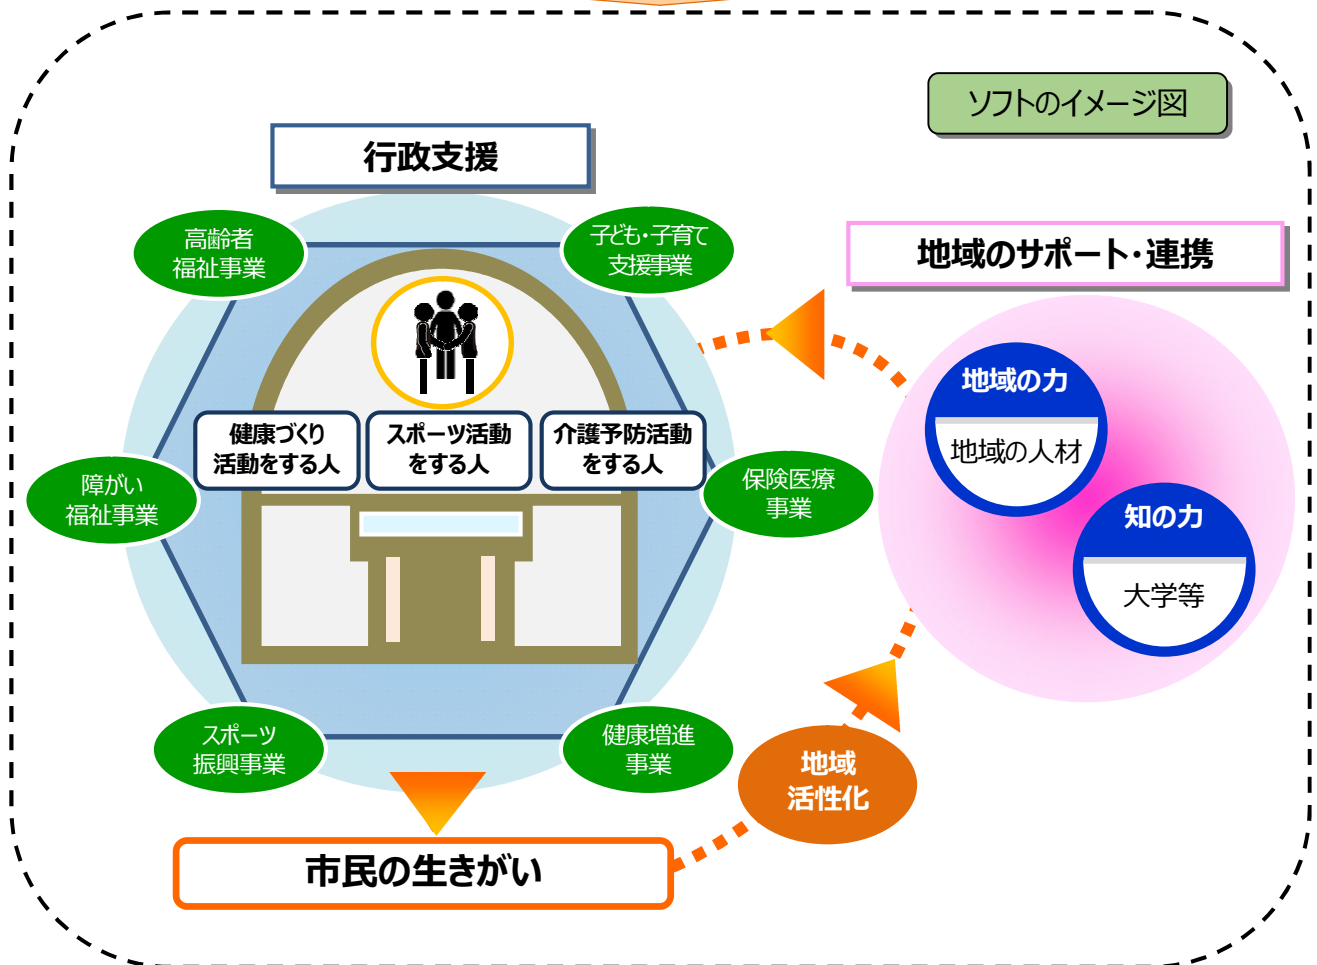 ソフトのイメージ図
行政支援
高齢者
福祉事業
子ども・子育て
支援事業
地域のサポート・連携
健康づくり
活動をする人
スポーツ活動
をする人
介護予防活動
をする人
障がい
福祉事業
保険医療
事業
地域の力
地域の人材
知の力
大学等
スポーツ
振興事業
健康増進
事業
地域
活性化
市民の生きがい